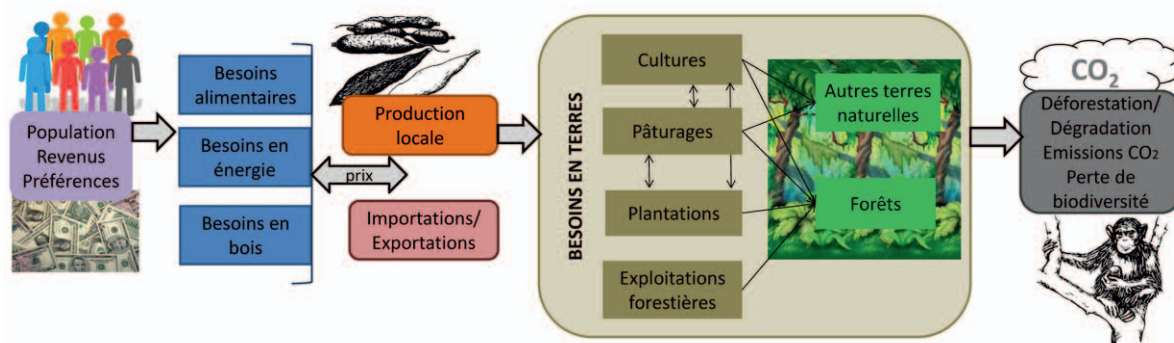 Population
Revenus
Préférences
Besoins
alimentaires
Besoins en
énergie
Besoins en
bois
Production
locale
prix
Importations/
Exportations
BESOINS EN TERRES
Cultures
Pâturages
Plantations
Exploitations
forestières
Autres terres
naturelles
Forêts
CO2
Déforestation/
Dégradation
Emissions CO2
Perte de
biodiversité